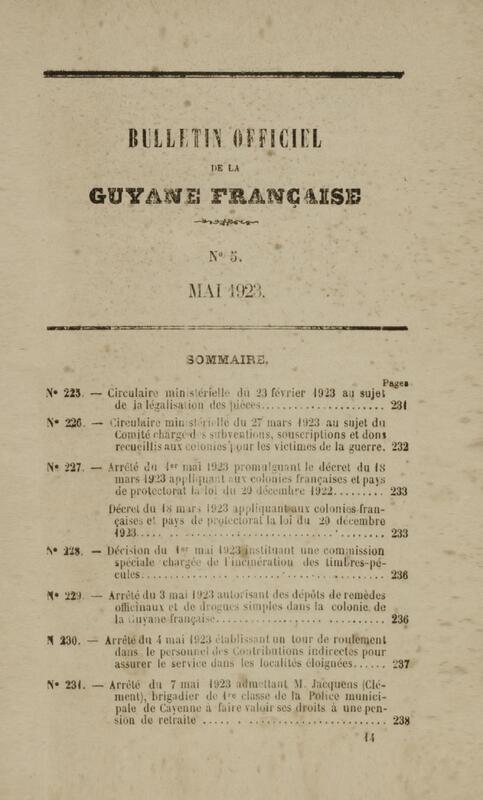 BULLETIN OFFICIEL
DE LA
GUYANE FRANÇAISE
N° 5.
MAI 1923.
SOMMAIRE.
Pages
N° 225. — Circulaire ministérielle du 23 février 1923 au sujet
de la légalisation des pièces........................ 231
N° 226. — Circulaire ministérielle du 27 mars 1923 au sujet du
Comité chargé d s subventions, souscriptions et dons
recueillis aux colonies pour les victimes de la guerre. 232
N° 227. — Arrêté du 1er mai 1923 promulguant le décret du 18
mars 1923 appliquant aux colonies françaises et pays
de protectorat la loi du 29 décembre 1922......... 233
Décret du 18 mars 1923 appliquant aux colonies fran-
çaises et pays de protectorat la loi du 29 décembre
1923.................................................. 233
N° 228. — Décision du 1er mai 1923 instituant une commission
spéciale chargée de l'incinération des timbres-pé-
cules.................................................. 236
N° 229. — Arrêté du 3 mai 1923 autorisant des dépôts de remèdes
officinaux et de drogues simples dans la colonie de
la Guyane française.................................. 236
N 230. — Arrêté du 4 mai 1923 établissant un tour de roulement
dans le personnel des Contributions indirectes pour
assurer le service dans les localités éloignées...... 237
N° 231. — Arrêté du 7 mai 1923 admettant M. Jacquens (Clé-
ment), brigadier de 1re classe de la Police munici-
pale de Cayenne à faire valoir ses droits à une pen-
sion de retraite .................................... 238
14